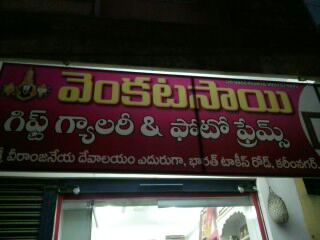 వెంకటసాయి
గిఫ్ట్ గ్యాలరీ & ఫోటో ఫ్రేమ్స్
శ్రీ వీరాంజనేయ దేవాలయం ఎదురుగా, భారత్ టాకీస్ రోడ్, కరీంనగర్.